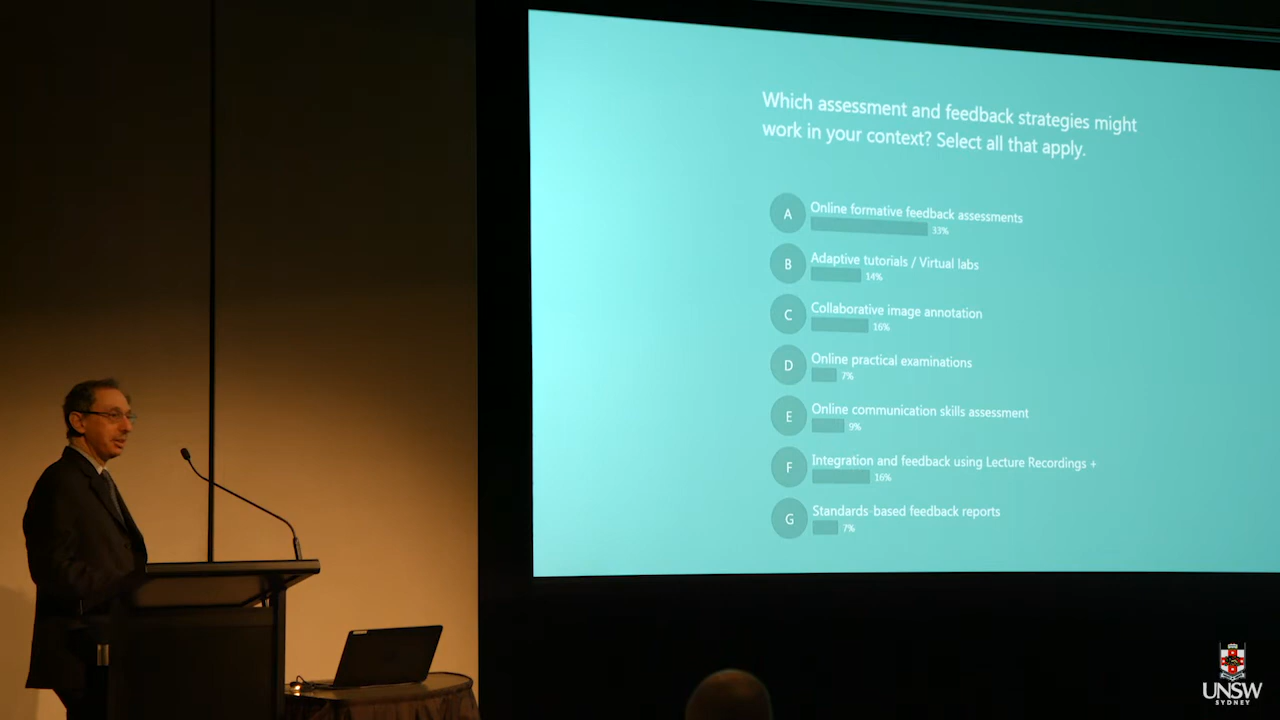 Which assessment and feedback strategies might
work in your context? Select all that apply.
A
Online formative feedback assessments
33%
B
Adaptive tutorials / Virtual labs
14%
C
Collaborative image annotation
16%
D
Online practical examinations
7%
E
Online communication skills assessment
9%
F
Integration and feedback using Lecture Recordings +
16%
G
Standards-based feedback reports
7%
UNSW
SYDNEY